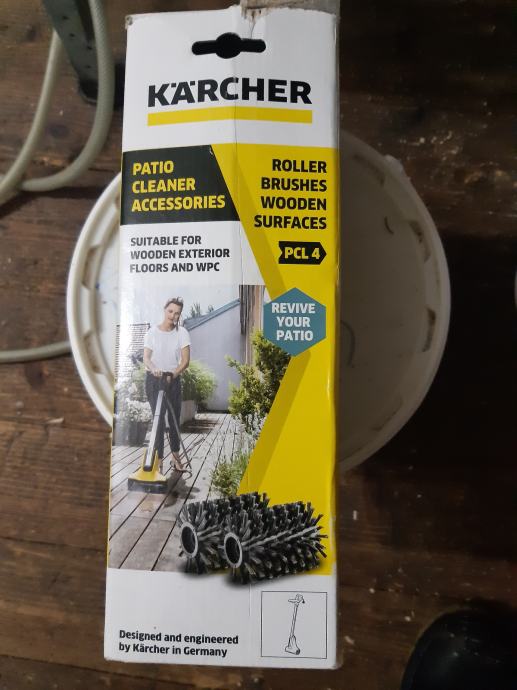 KÄRCHER
PATIO
CLEANER
ACCESSORIES
ROLLER
BRUSHES
WOODEN
SURFACES
PCL 4
SUITABLE FOR
WOODEN EXTERIOR
FLOORS AND WPC
REVIVE
YOUR
PATIO
Designed and engineered
by Kärcher in Germany